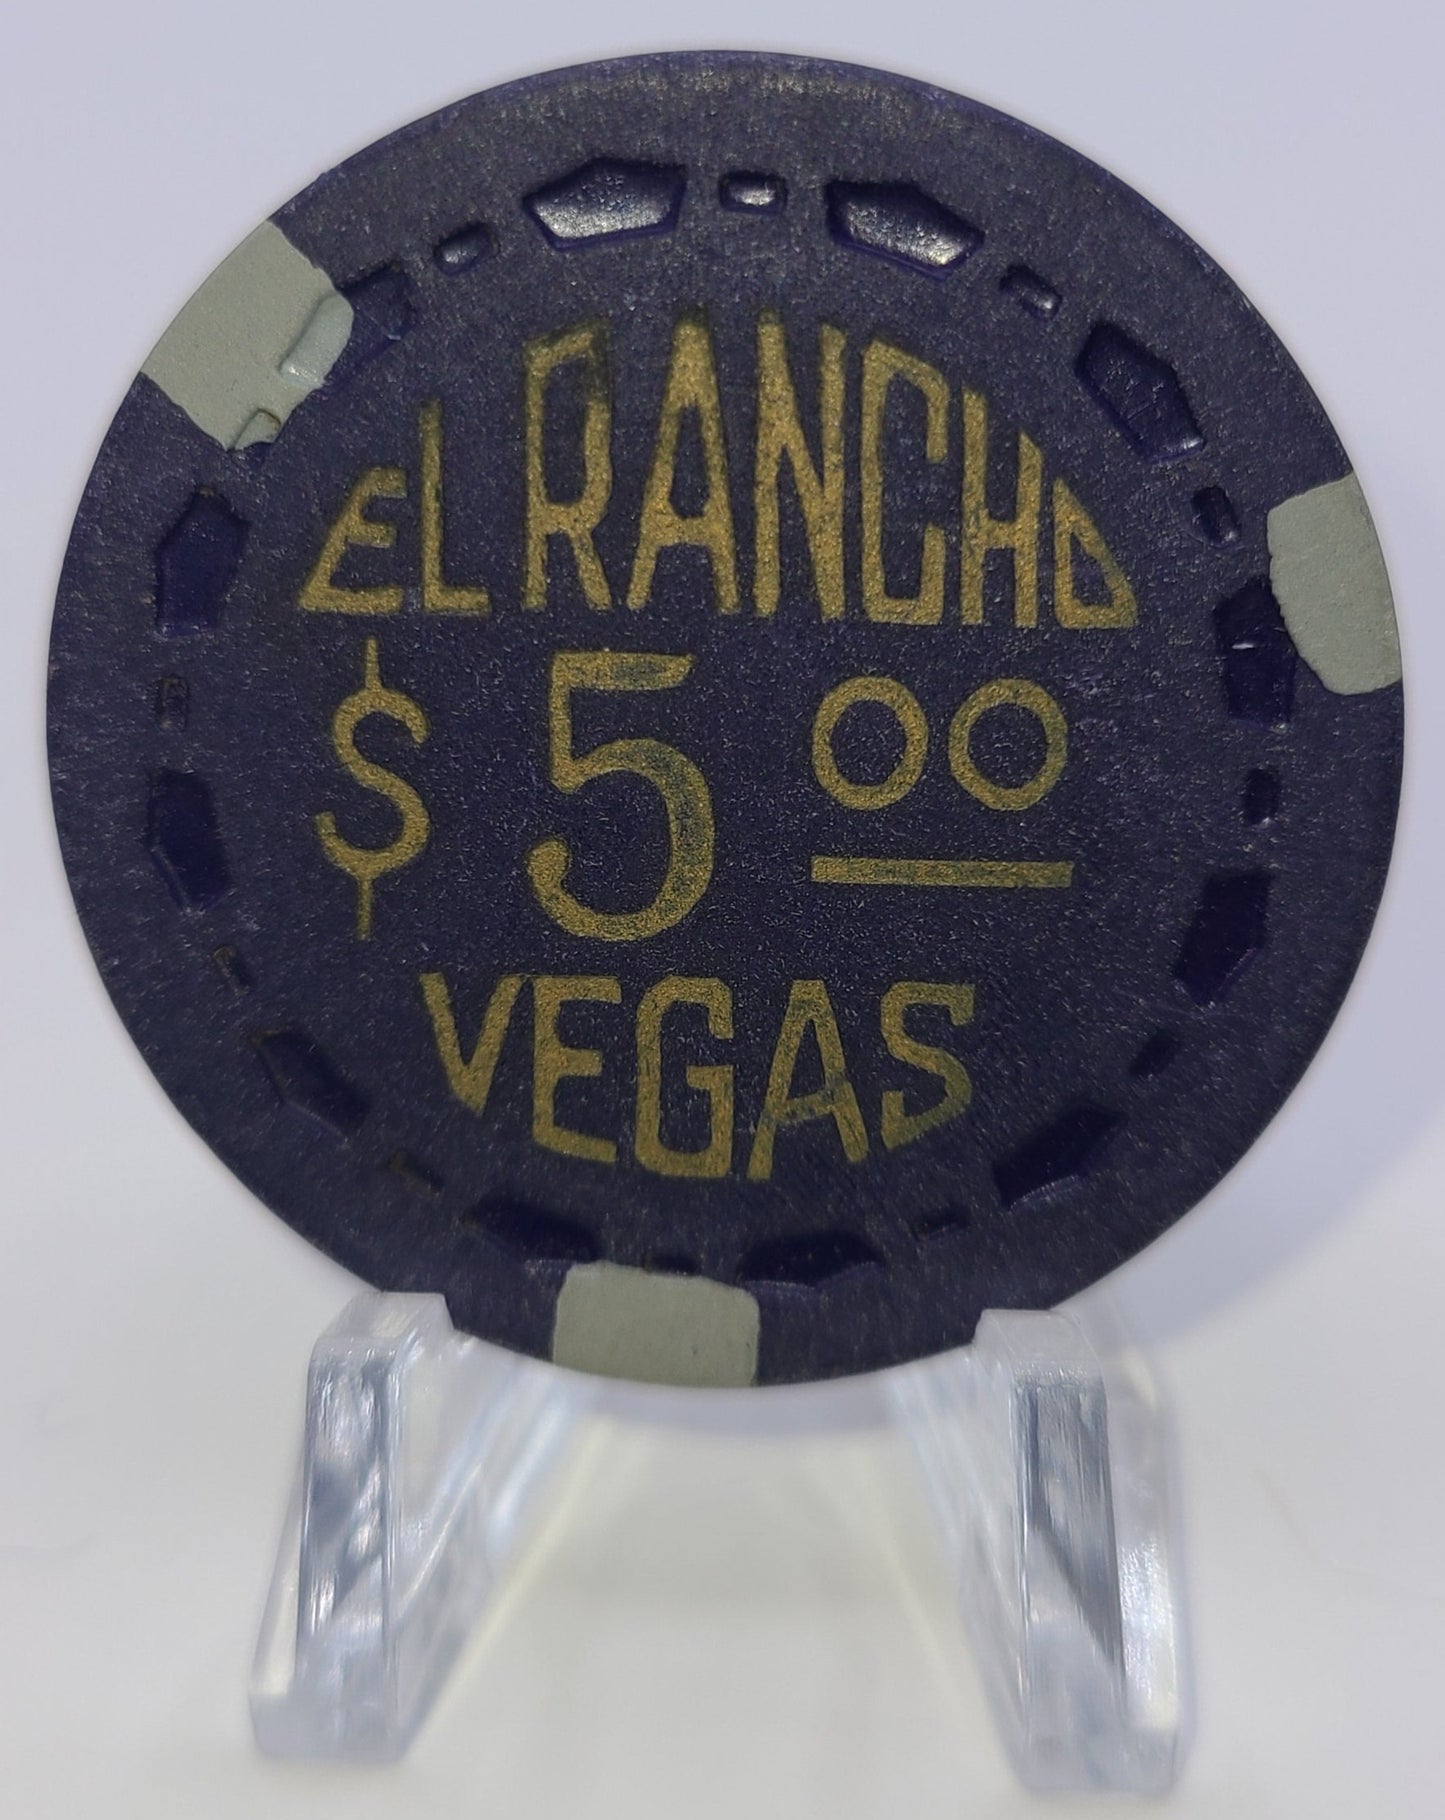 EL RANCHO
$ 5 00
VEGAS